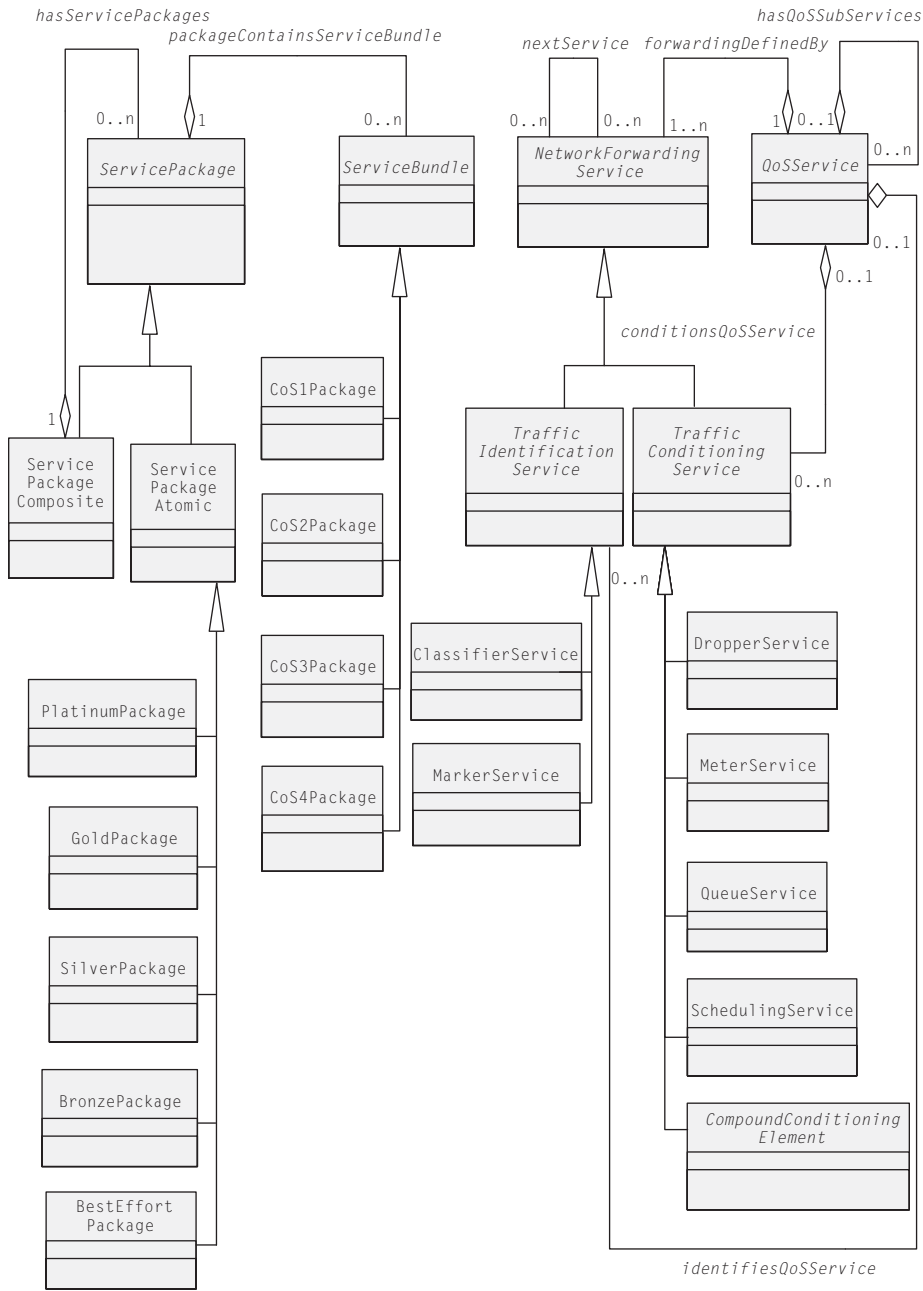 hasServicePackages
packageContainsServiceBundle
nextService
forwardingDefinedBy
hasQoSSubServices
0..n
1
0..n
0..n
0..n
1..n
1
0..1
0..n
ServicePackage
ServiceBundle
NetworkForwarding
Service
QoSService
0..1
0..1
conditionsQoSService
1
Service
Package
Composite
Service
Package
Atomic
CoS1Package
CoS2Package
CoS3Package
CoS4Package
Traffic
Identification
Service
Traffic
Conditioning
Service
0..n
0..n
ClassifierService
MarkerService
DropperService
MeterService
QueueService
SchedulingService
CompoundConditioning
Element
PlatinumPackage
GoldPackage
SilverPackage
BronzePackage
BestEffort
Package
identifiesQoSService